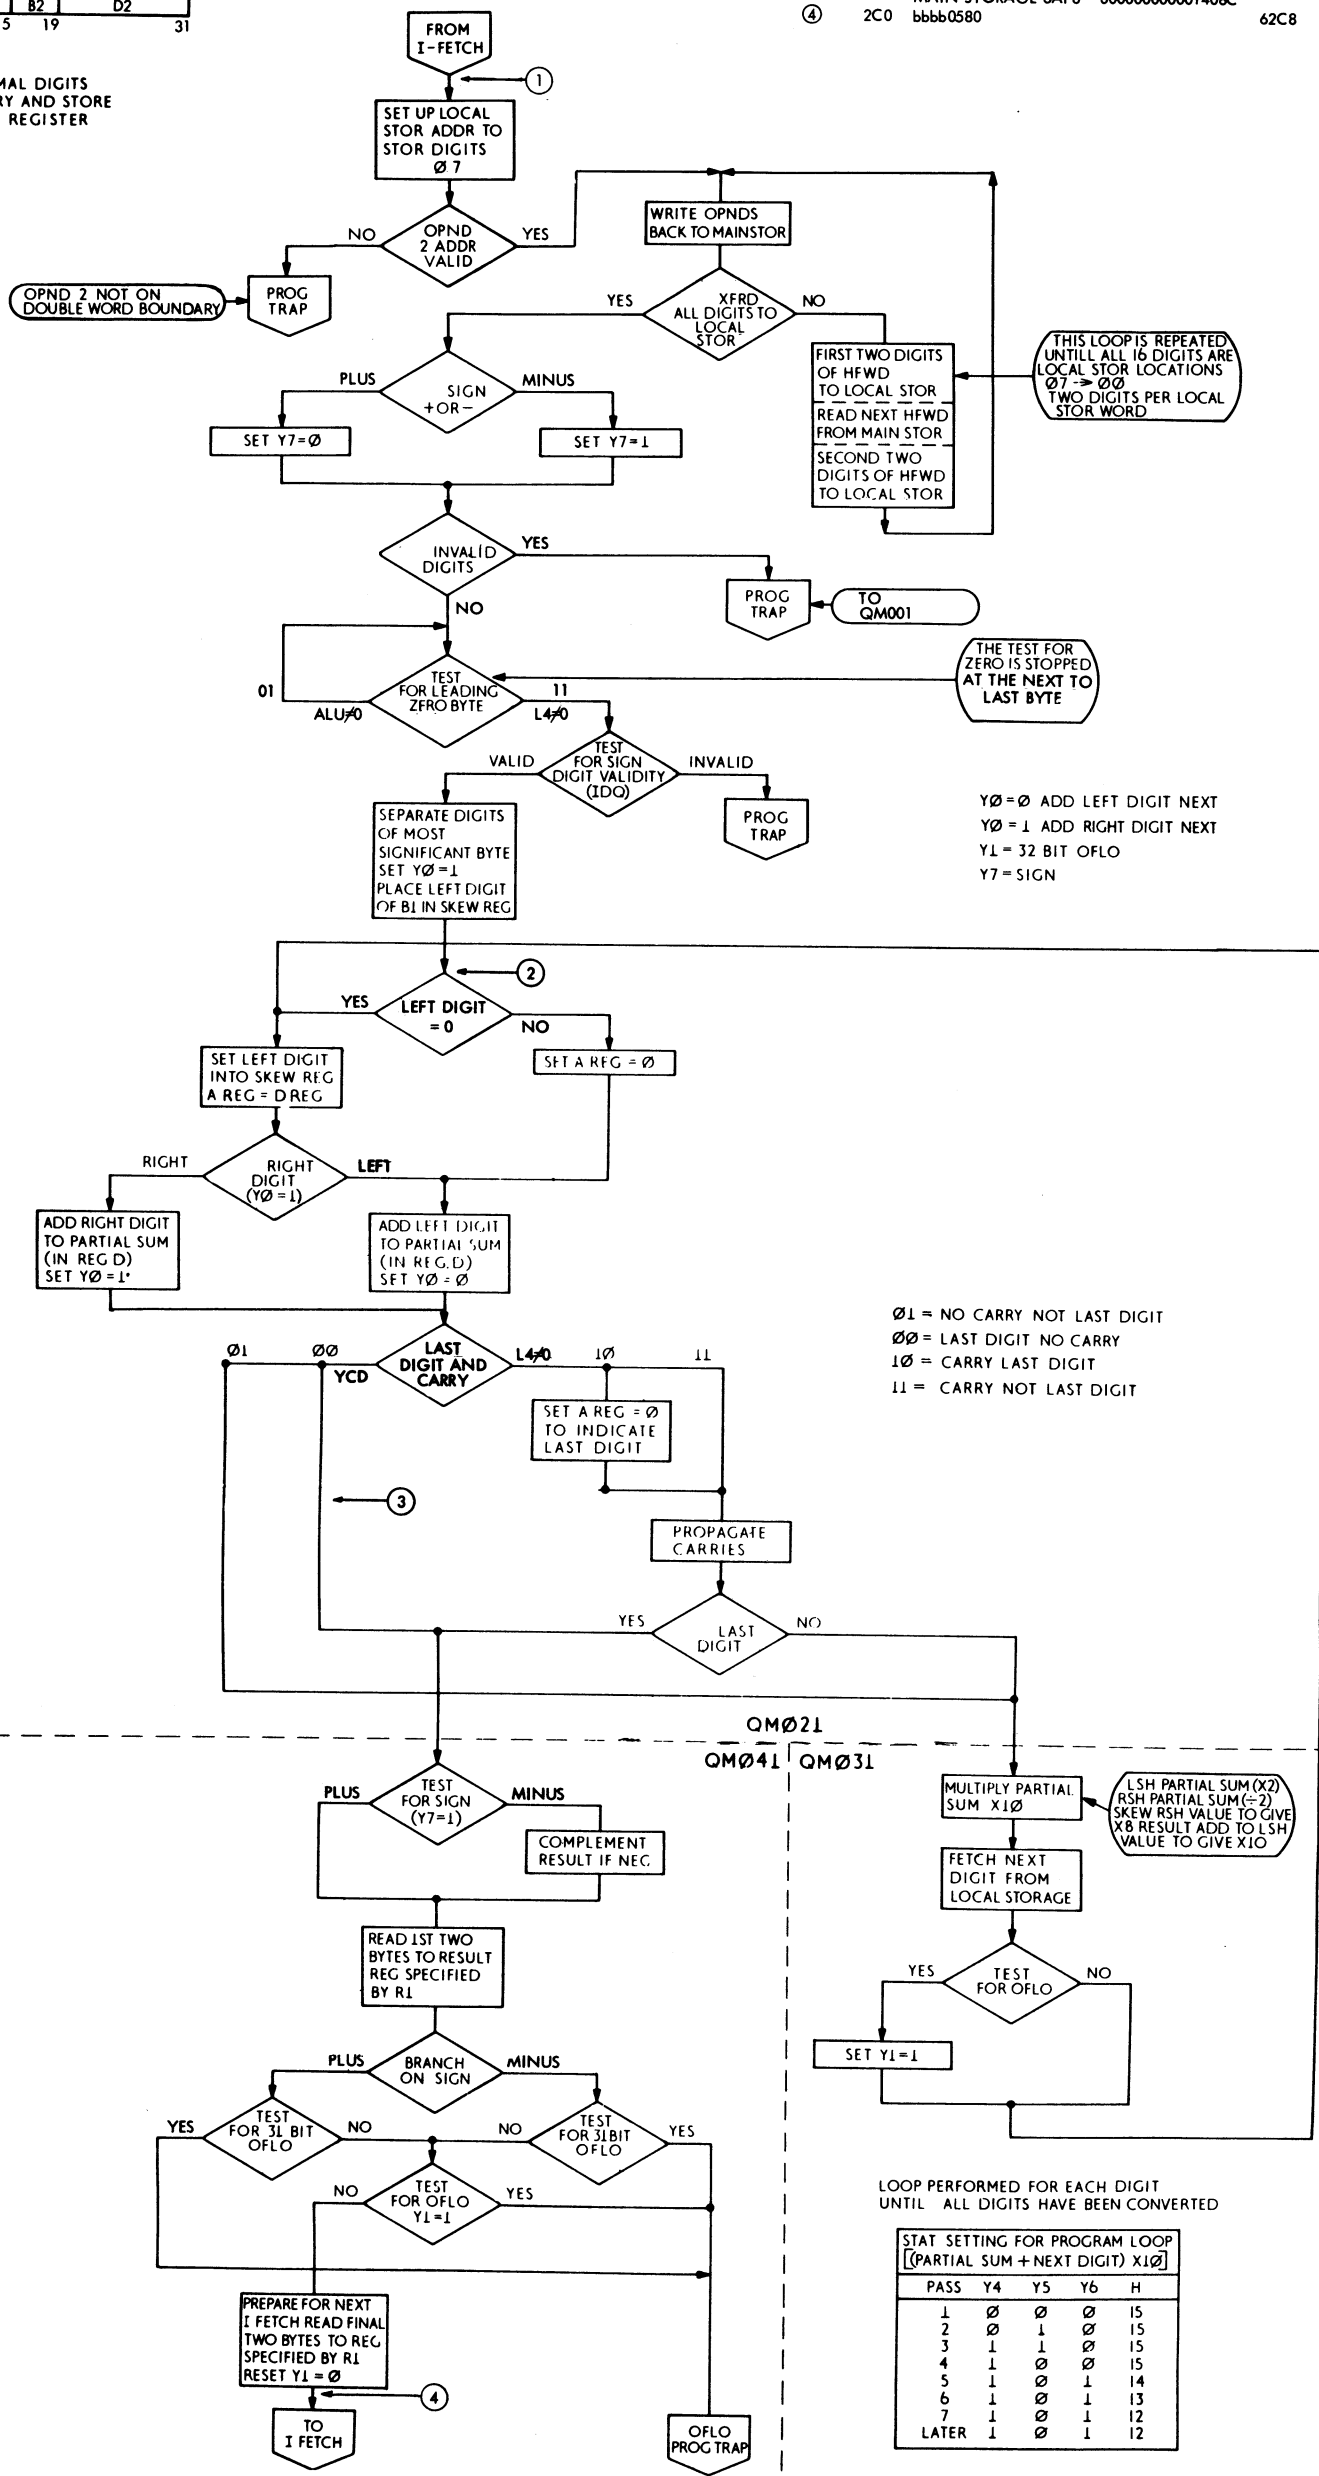 B2 D2
5 19 31
MAL DIGITS
RY AND STORE
REGISTER
④ 2C0 bbbb0580 62C8
FROM
I-FETCH
1
SET UP LOCAL
STOR ADDR TO
STOR DIGITS
Ø 7
OPND
2 ADDR
VALID
NO
YES
OPND 2 NOT ON
DOUBLE WORD BOUNDARY
PROG
TRAP
WRITE OPNDS
BACK TO MAINSTOR
XFRD
ALL DIGITS TO
LOCAL
STOR
YES
NO
FIRST TWO DIGITS
OF HFWD
TO LOCAL STOR
READ NEXT HFWD
FROM MAIN STOR
SECOND TWO
DIGITS OF HFWD
TO LOCAL STOR
THIS LOOP IS REPEATED
UNTILL ALL 16 DIGITS ARE
LOCAL STOR LOCATIONS
Ø7 -> ØØ
TWO DIGITS PER LOCAL
STOR WORD
PLUS
SIGN
+OR-
MINUS
SET Y7=Ø
SET Y7=1
INVALID
DIGITS
YES
NO
PROG
TRAP
TO
QM001
TEST
FOR LEADING
ZERO BYTE
01
ALU≠0
11
L4≠0
THE TEST FOR
ZERO IS STOPPED
AT THE NEXT TO
LAST BYTE
TEST
FOR SIGN
DIGIT VALIDITY
(IDQ)
VALID
INVALID
PROG
TRAP
SEPARATE DIGITS
OF MOST
SIGNIFICANT BYTE
SET YØ=1
PLACE LEFT DIGIT
OF B1 IN SKEW REG
YØ=Ø ADD LEFT DIGIT NEXT
YØ=1 ADD RIGHT DIGIT NEXT
Y1= 32 BIT OFLO
Y7=SIGN
2
YES
LEFT DIGIT
= 0
NO
SET LEFT DIGIT
INTO SKEW REG
A REG = D REG
SET A REG = Ø
RIGHT
RIGHT
DIGIT
(YØ=1)
LEFT
ADD RIGHT DIGIT
TO PARTIAL SUM
(IN REG D)
SET YØ=1
ADD LEFT DIGIT
TO PARTIAL SUM
(IN REG.D)
SET YØ=Ø
LAST
DIGIT AND
CARRY
Ø1
ØØ
YCD
L4≠0
1Ø
11
Ø1 = NO CARRY NOT LAST DIGIT
ØØ = LAST DIGIT NO CARRY
1Ø = CARRY LAST DIGIT
11 = CARRY NOT LAST DIGIT
SET A REG = Ø
TO INDICATE
LAST DIGIT
3
PROPAGATE
CARRIES
YES
LAST
DIGIT
NO
QMØ21
QMØ41
QMØ31
PLUS
TEST
FOR SIGN
(Y7=1)
MINUS
COMPLEMENT
RESULT IF NEG
MULTIPLY PARTIAL
SUM X1Ø
LSH PARTIAL SUM (X2)
RSH PARTIAL SUM (÷2)
SKEW RSH VALUE TO GIVE
X8 RESULT ADD TO LSH
VALUE TO GIVE X10
FETCH NEXT
DIGIT FROM
LOCAL STORAGE
READ 1ST TWO
BYTES TO RESULT
REG SPECIFIED
BY R1
YES
TEST
FOR OFLO
NO
SET Y1=1
PLUS
BRANCH
ON SIGN
MINUS
YES
TEST
FOR 31 BIT
OFLO
NO
NO
TEST
FOR 31BIT
OFLO
YES
NO
TEST
FOR OFLO
Y1=1
YES
LOOP PERFORMED FOR EACH DIGIT
UNTIL ALL DIGITS HAVE BEEN CONVERTED
STAT SETTING FOR PROGRAM LOOP
[(PARTIAL SUM + NEXT DIGIT) X1Ø]
PASS Y4 Y5 Y6 H
1 Ø Ø Ø 15
2 Ø 1 Ø 15
3 1 1 Ø 15
4 1 Ø Ø 15
5 1 Ø 1 14
6 1 Ø 1 13
7 1 Ø 1 12
LATER 1 Ø 1 12
PREPARE FOR NEXT
I FETCH READ FINAL
TWO BYTES TO REG
SPECIFIED BY R1
RESET Y1 = Ø
4
TO
I FETCH
OFLO
PROG TRAP